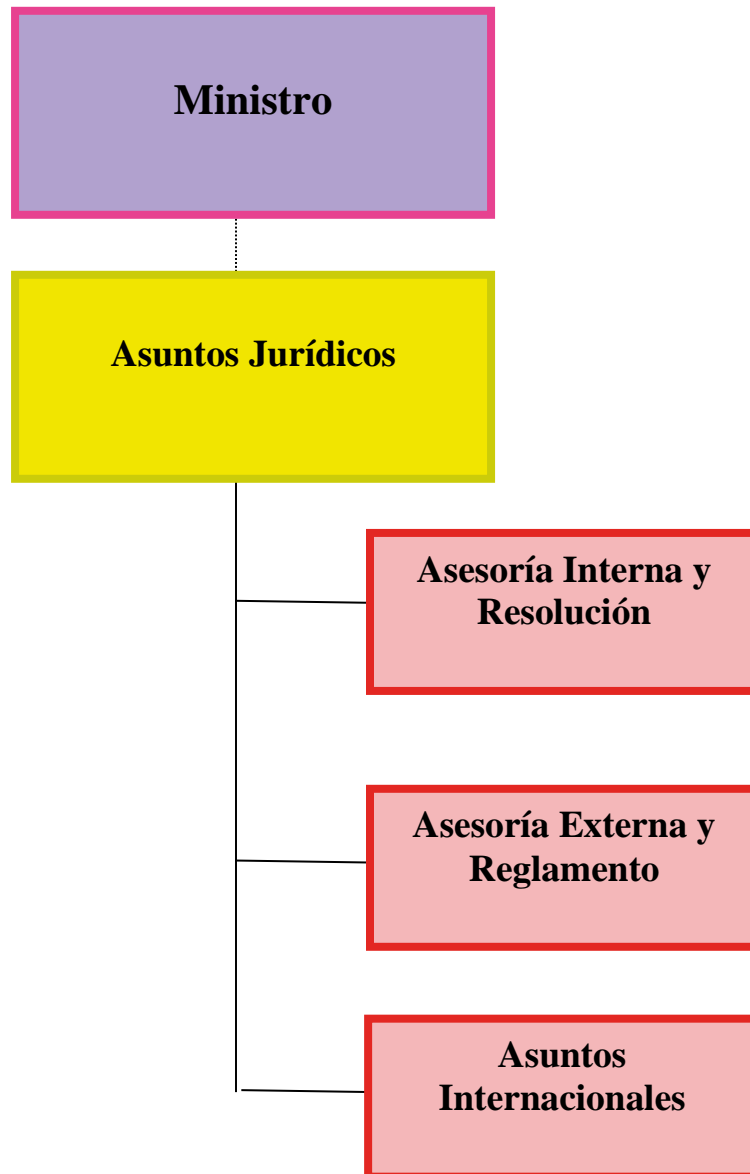 Ministro
Asuntos Jurídicos
Asesoría Interna y
Resolución
Asesoría Externa y
Reglamento
Asuntos
Internacionales